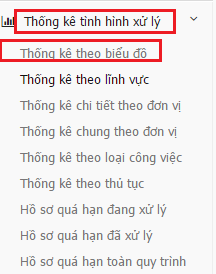 Thống kê tình hình xử lý
Thống kê theo biểu đồ
Thống kê theo lĩnh vực
Thống kê chi tiết theo đơn vị
Thống kê chung theo đơn vị
Thống kê theo loại công việc
Thống kê theo thủ tục
Hồ sơ quá hạn đang xử lý
Hồ sơ quá hạn đã xử lý
Hồ sơ quá hạn toàn quy trình